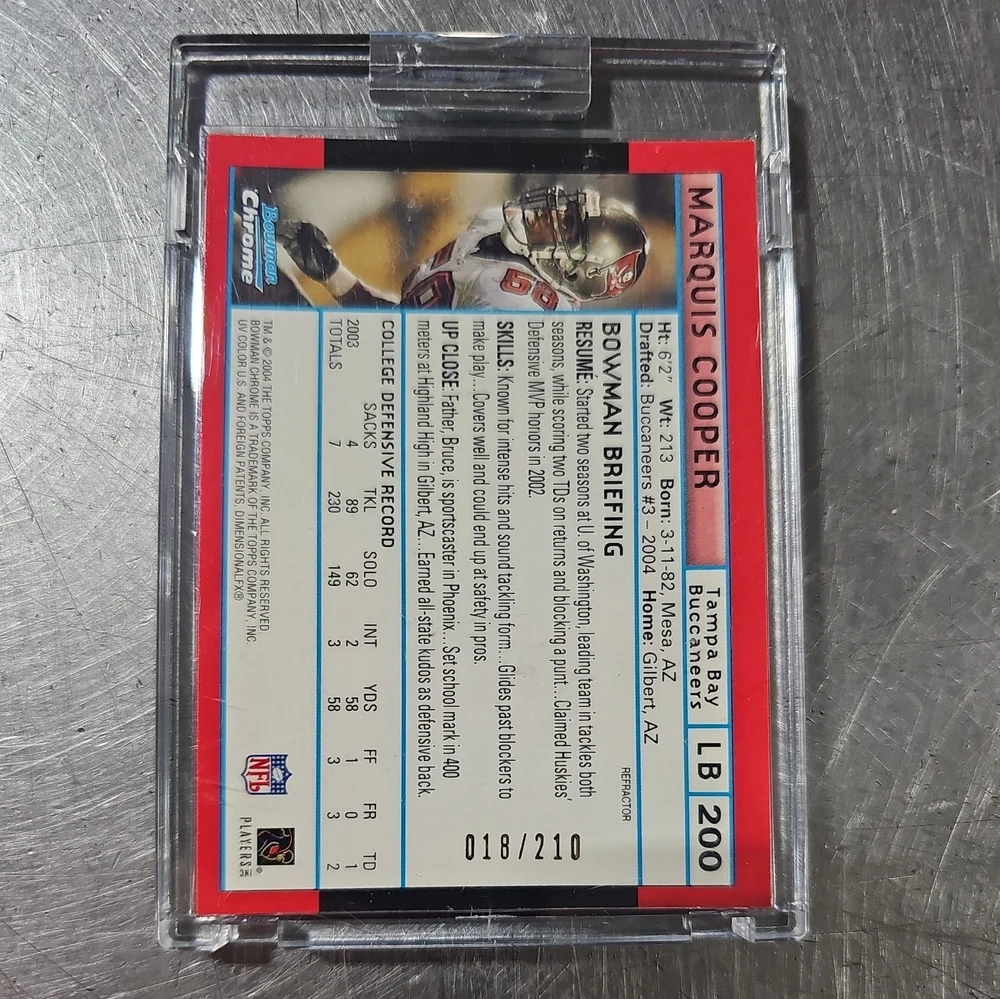 MARQUIS COOPER
Tampa Bay
Buccaneers
LB
200
Ht: 6'2" Wt: 213 Born: 3-11-82, Mesa, AZ
Drafted: Buccaneers #3 – 2004 Home: Gilbert, AZ
REFRACTOR
BOWMAN BRIEFING
RESUME: Started two seasons at U. of Washington, leading team in tackles both
seasons, while scoring two TDs on returns and blocking a punt...Claimed Huskies'
Defensive MVP honors in 2002.
SKILLS: Known for intense hits and sound tackling form...Glides past blockers to
make play...Covers well and could end up at safety in pros.
UP CLOSE: Father, Bruce, is sportscaster in Phoenix...Set school mark in 400
meters at Highland High in Gilbert, AZ...Earned all-state kudos as defensive back.
018/210
COLLEGE DEFENSIVE RECORD
SACKS TKL SOLO INT YDS FF FR TD
2003 4 89 62 2 58 1 0 1
TOTALS 7 230 149 3 58 3 3 2
Bowman
Chrome
TM & © 2004 THE TOPPS COMPANY, INC. ALL RIGHTS RESERVED.
BOWMAN CHROME IS A TRADEMARK OF THE TOPPS COMPANY, INC.
UV COLOR U.S. AND FOREIGN PATENTS. DIMENSIONALFX®
NFL
PLAYERS